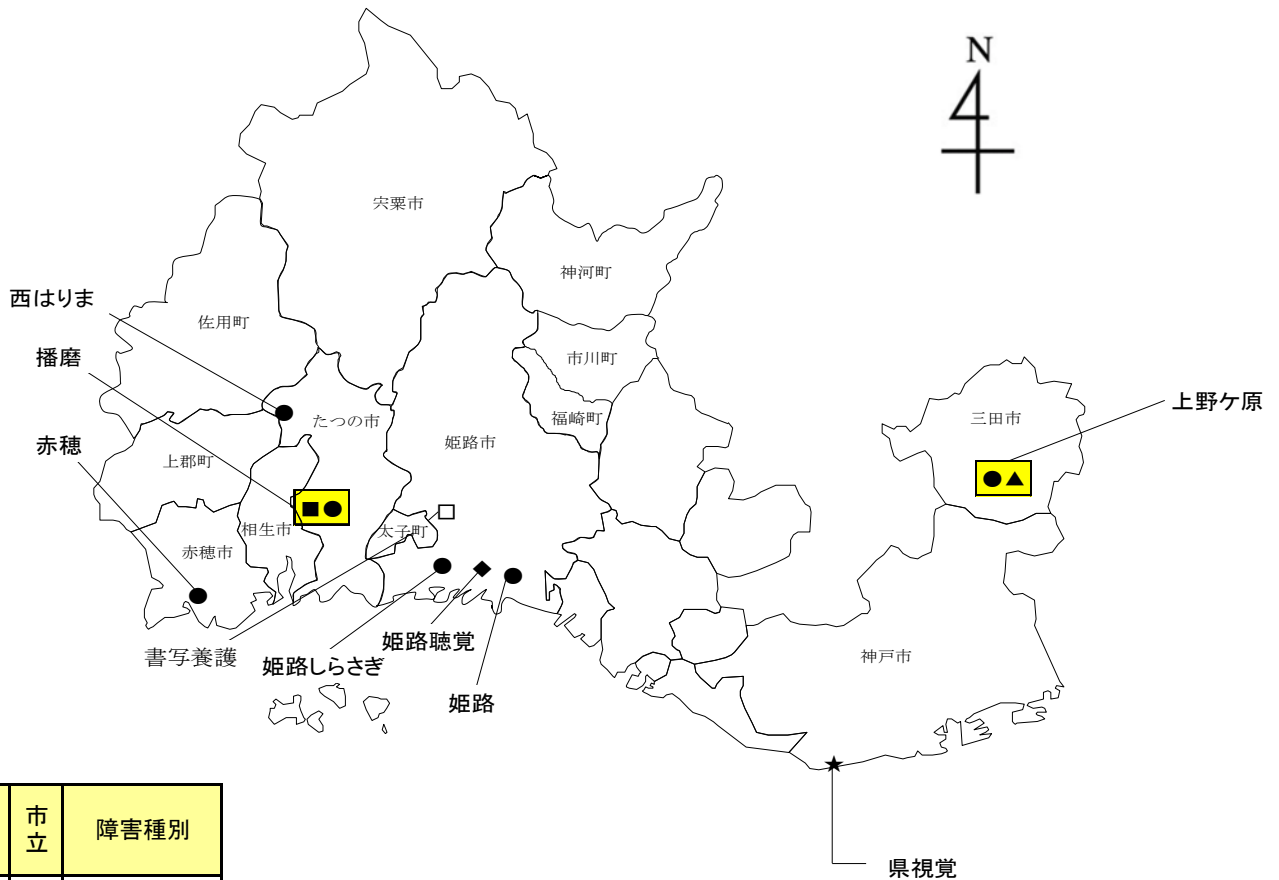 N
宍粟市
神河町
西はりま
佐用町
市川町
播磨
たつの市
福崎町
三田市
上野ケ原
姫路市
赤穂
上郡町
相生市
太子町
赤穂市
書写養護
姫路しらさぎ
姫路聴覚
姫路
神戸市
市立
障害種別
県視覚